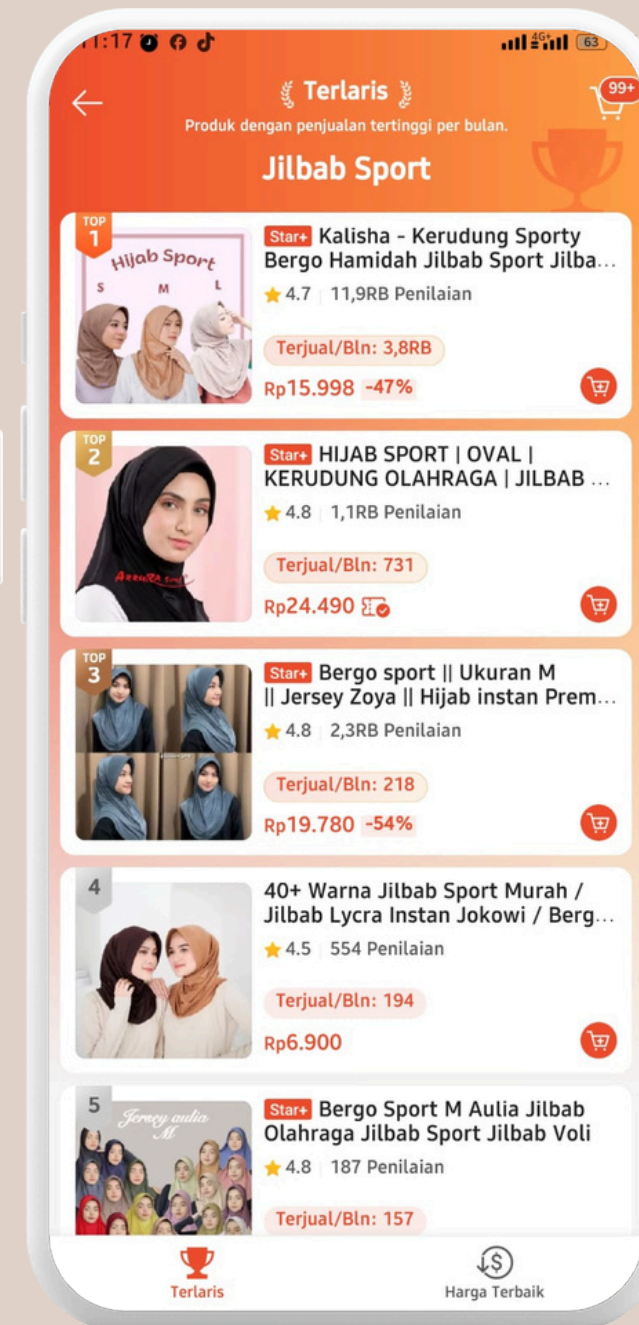 11:17
4G+
63
Terlaris
99+
Produk dengan penjualan tertinggi per bulan.
Jilbab Sport
TOP
1
Hijab Sport
S M L
Star+ Kalisha - Kerudung Sporty
Bergo Hamidah Jilbab Sport Jilba...
4.7 11,9RB Penilaian
Terjual/Bln: 3,8RB
Rp15.998 -47%
TOP
2
Star+ HIJAB SPORT | OVAL |
KERUDUNG OLAHRAGA | JILBAB ...
4.8 1,1RB Penilaian
Terjual/Bln: 731
Rp24.490
TOP
3
Star+ Bergo sport || Ukuran M
|| Jersey Zoya || Hijab instan Prem...
4.8 2,3RB Penilaian
Terjual/Bln: 218
Rp19.780 -54%
4
40+ Warna Jilbab Sport Murah /
Jilbab Lycra Instan Jokowi / Berg...
4.5 554 Penilaian
Terjual/Bln: 194
Rp6.900
5
Jersey aulia
M
Star+ Bergo Sport M Aulia Jilbab
Olahraga Jilbab Sport Jilbab Voli
4.8 187 Penilaian
Terjual/Bln: 157
Terlaris
Harga Terbaik